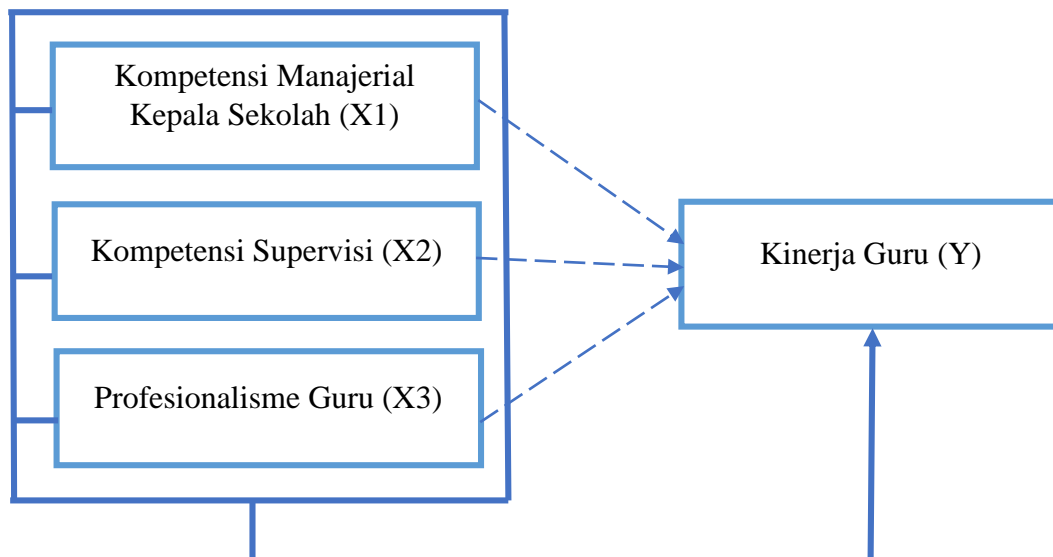 Kompetensi Manajerial
Kepala Sekolah (X1)
Kompetensi Supervisi (X2)
Kinerja Guru (Y)
Profesionalisme Guru (X3)